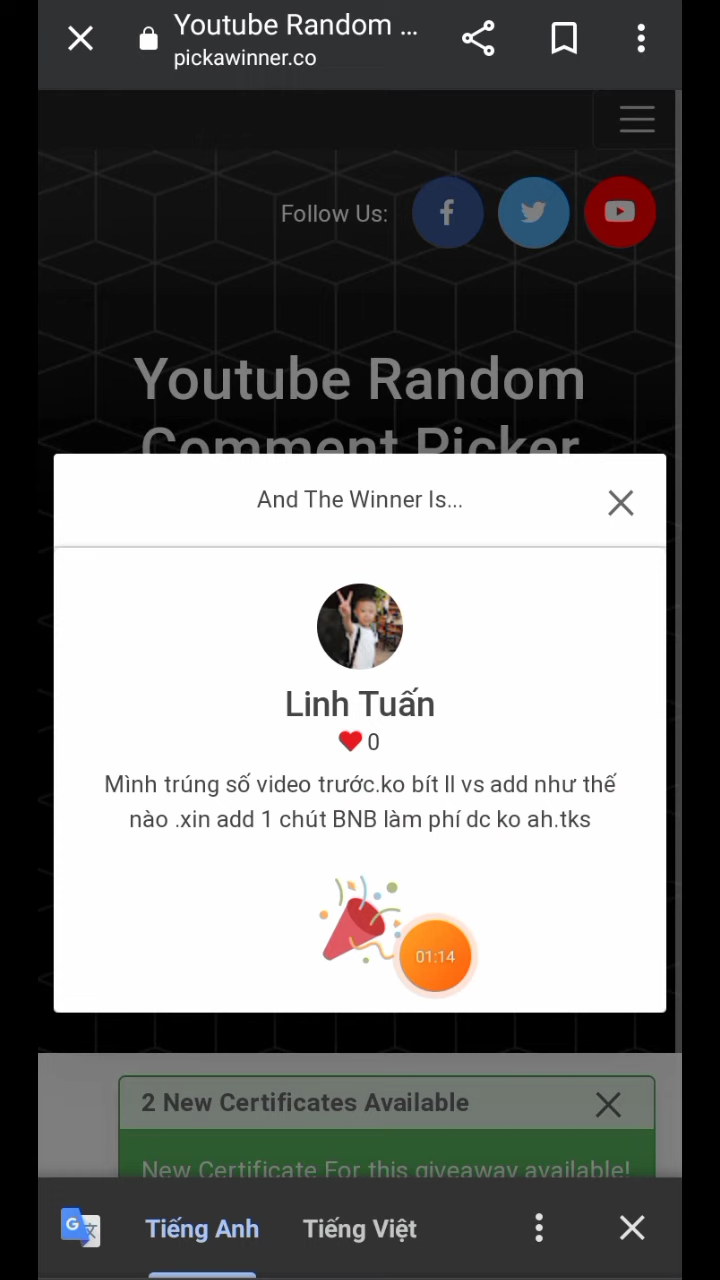 Youtube Random ...
pickawinner.co
Follow Us:
Youtube Random
Comment Picker
And The Winner Is...
Linh Tuấn
0
Mình trúng số video trước.ko bít ll vs add như thế
nào .xin add 1 chút BNB làm phí dc ko ah.tks
01:14
2 New Certificates Available
New Certificate For this giveaway available!
Tiếng Anh Tiếng Việt